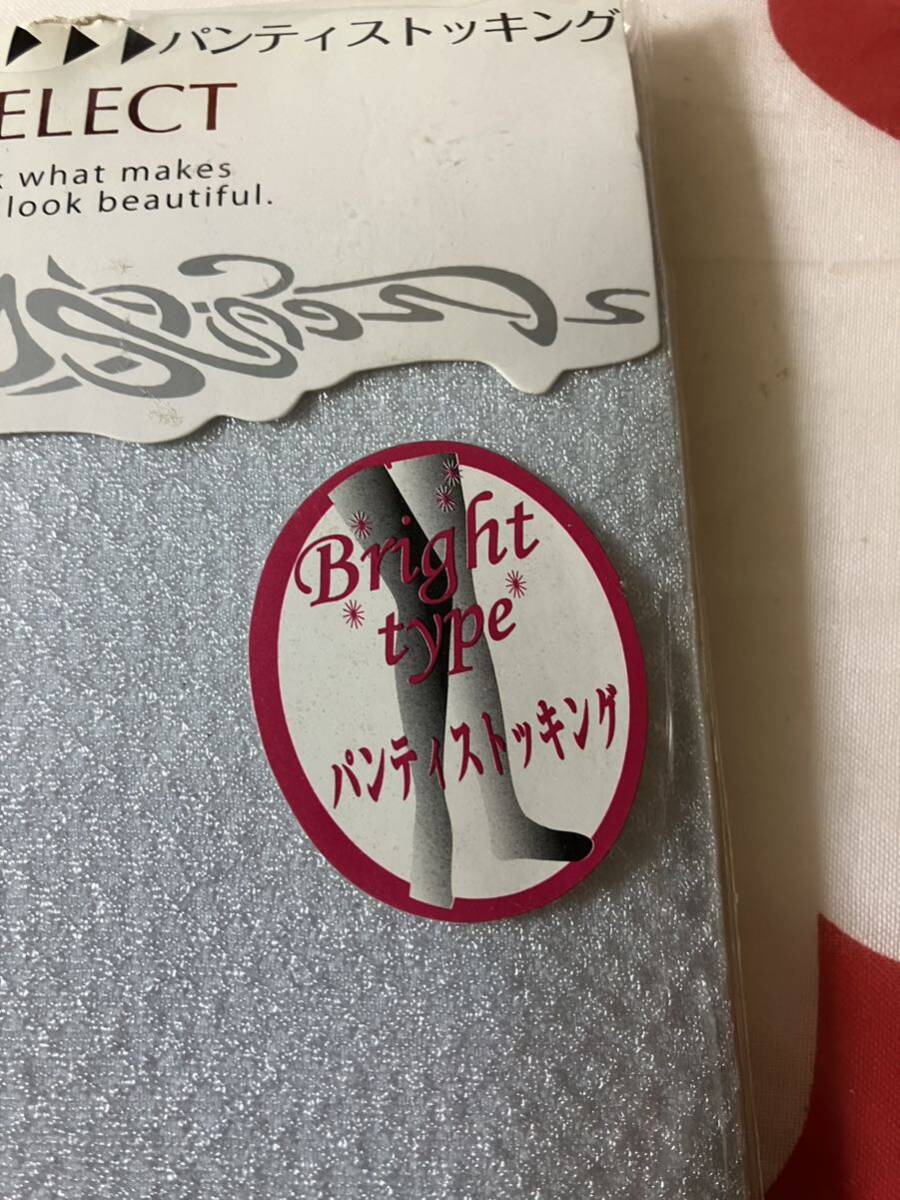 ▶▶▶パンティストッキング
ELECT
what makes
look beautiful.
Bright
type
パンティストッキング